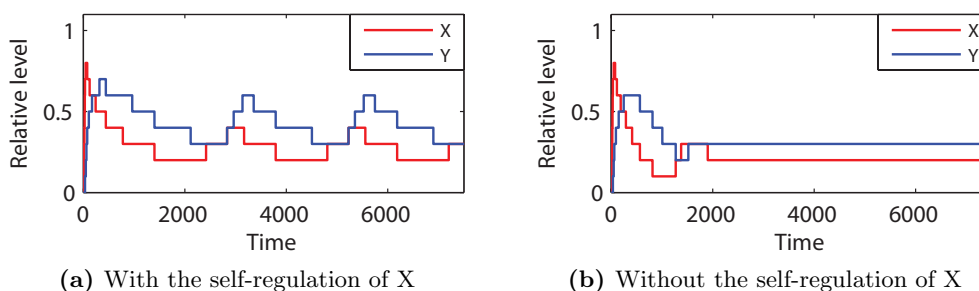 1
0.5
0
Relative level
X
Y
0 2000 4000 6000
Time
(a) With the self-regulation of X
1
0.5
0
Relative level
X
Y
0 2000 4000 6000
Time
(b) Without the self-regulation of X